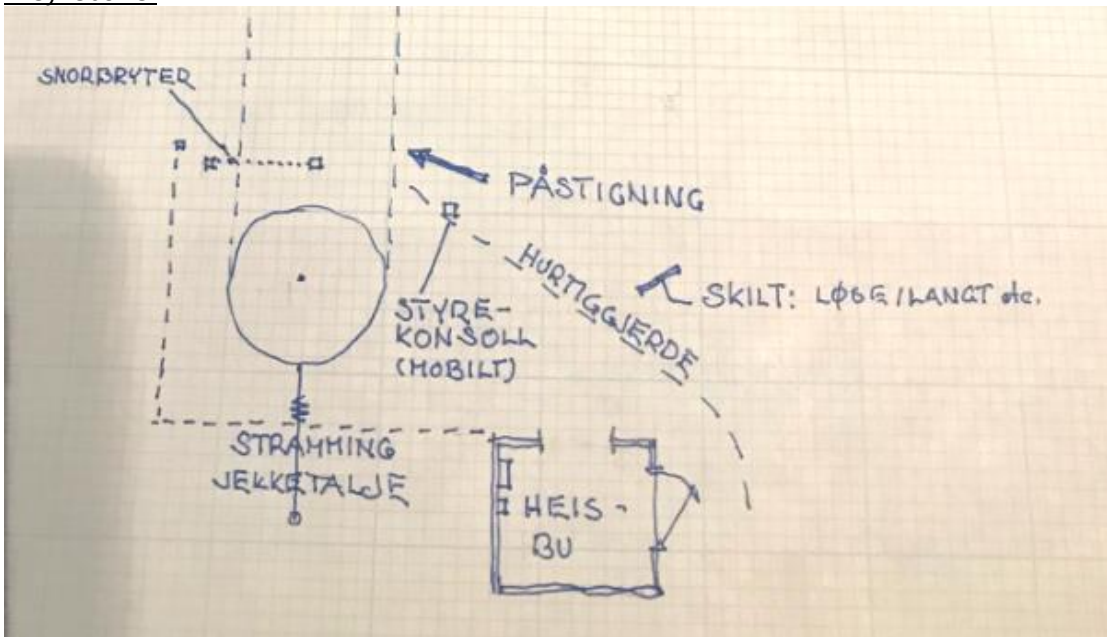 SNORBRYTER
PÅSTIGNING
HURTIGGJERDE
SKILT: LØSE/LANGT etc.
STYRE-
KONSOLL
(MOBILT)
STRAMMING
JEKKETALJE
HEIS-
BU